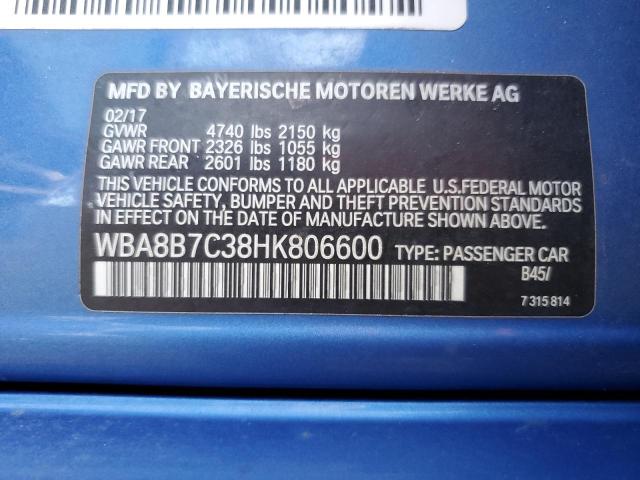 MFD BY BAYERISCHE MOTOREN WERKE AG
02/17
GVWR 4740 lbs 2150 kg
GAWR FRONT 2326 lbs 1055 kg
GAWR REAR 2601 lbs 1180 kg
THIS VEHICLE CONFORMS TO ALL APPLICABLE U.S.FEDERAL MOTOR
VEHICLE SAFETY, BUMPER AND THEFT PREVENTION STANDARDS
IN EFFECT ON THE DATE OF MANUFACTURE SHOWN ABOVE.
WBA8B7C38HK806600 TYPE: PASSENGER CAR
B45/
7 315 814